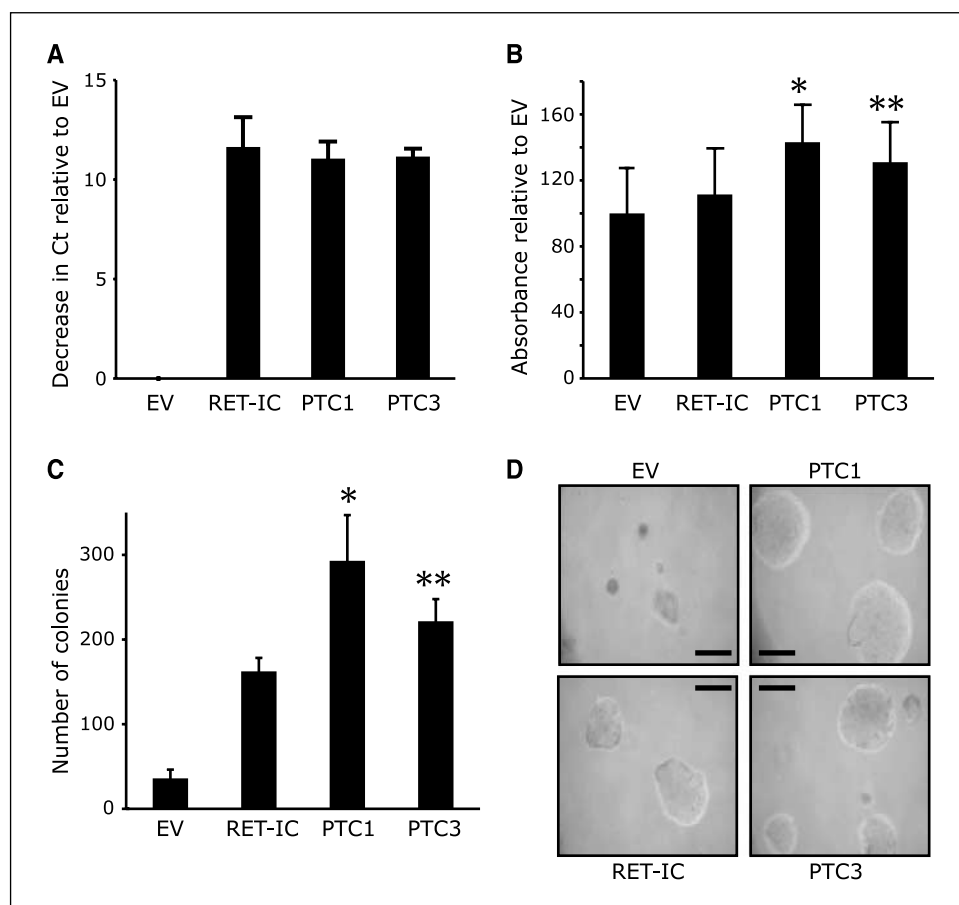 A
Decrease in Ct relative to EV
15
10
5
0
EV RET-IC PTC1 PTC3
B
Absorbance relative to EV
160
120
80
40
0
* **
EV RET-IC PTC1 PTC3
C
Number of colonies
300
200
100
0
* **
EV RET-IC PTC1 PTC3
D
EV PTC1
RET-IC PTC3